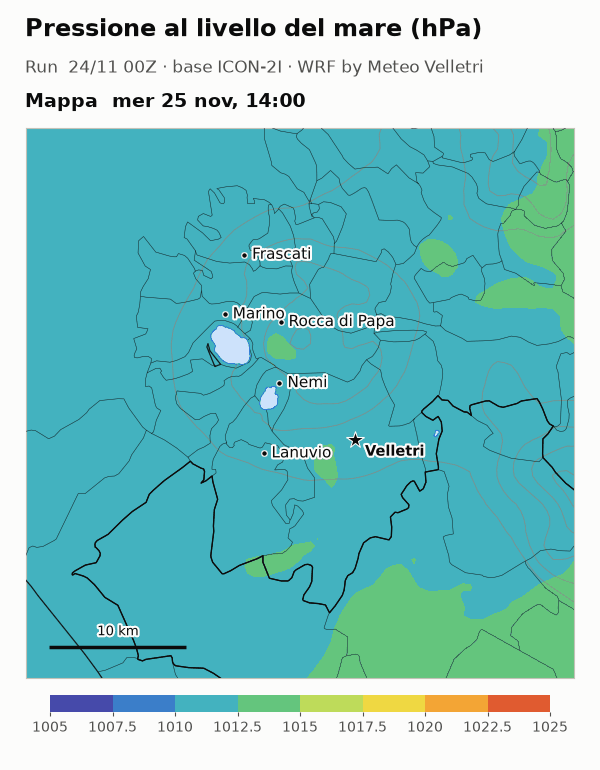 Pressione al livello del mare (hPa)
Run  24/11 00Z · base ICON-2I · WRF by Meteo Velletri
Mappa  mer 25 nov, 14:00
Frascati
Marino
Rocca di Papa
Nemi
Velletri
Lanuvio
10 km
1005 1007.5 1010 1012.5 1015 1017.5 1020 1022.5 1025